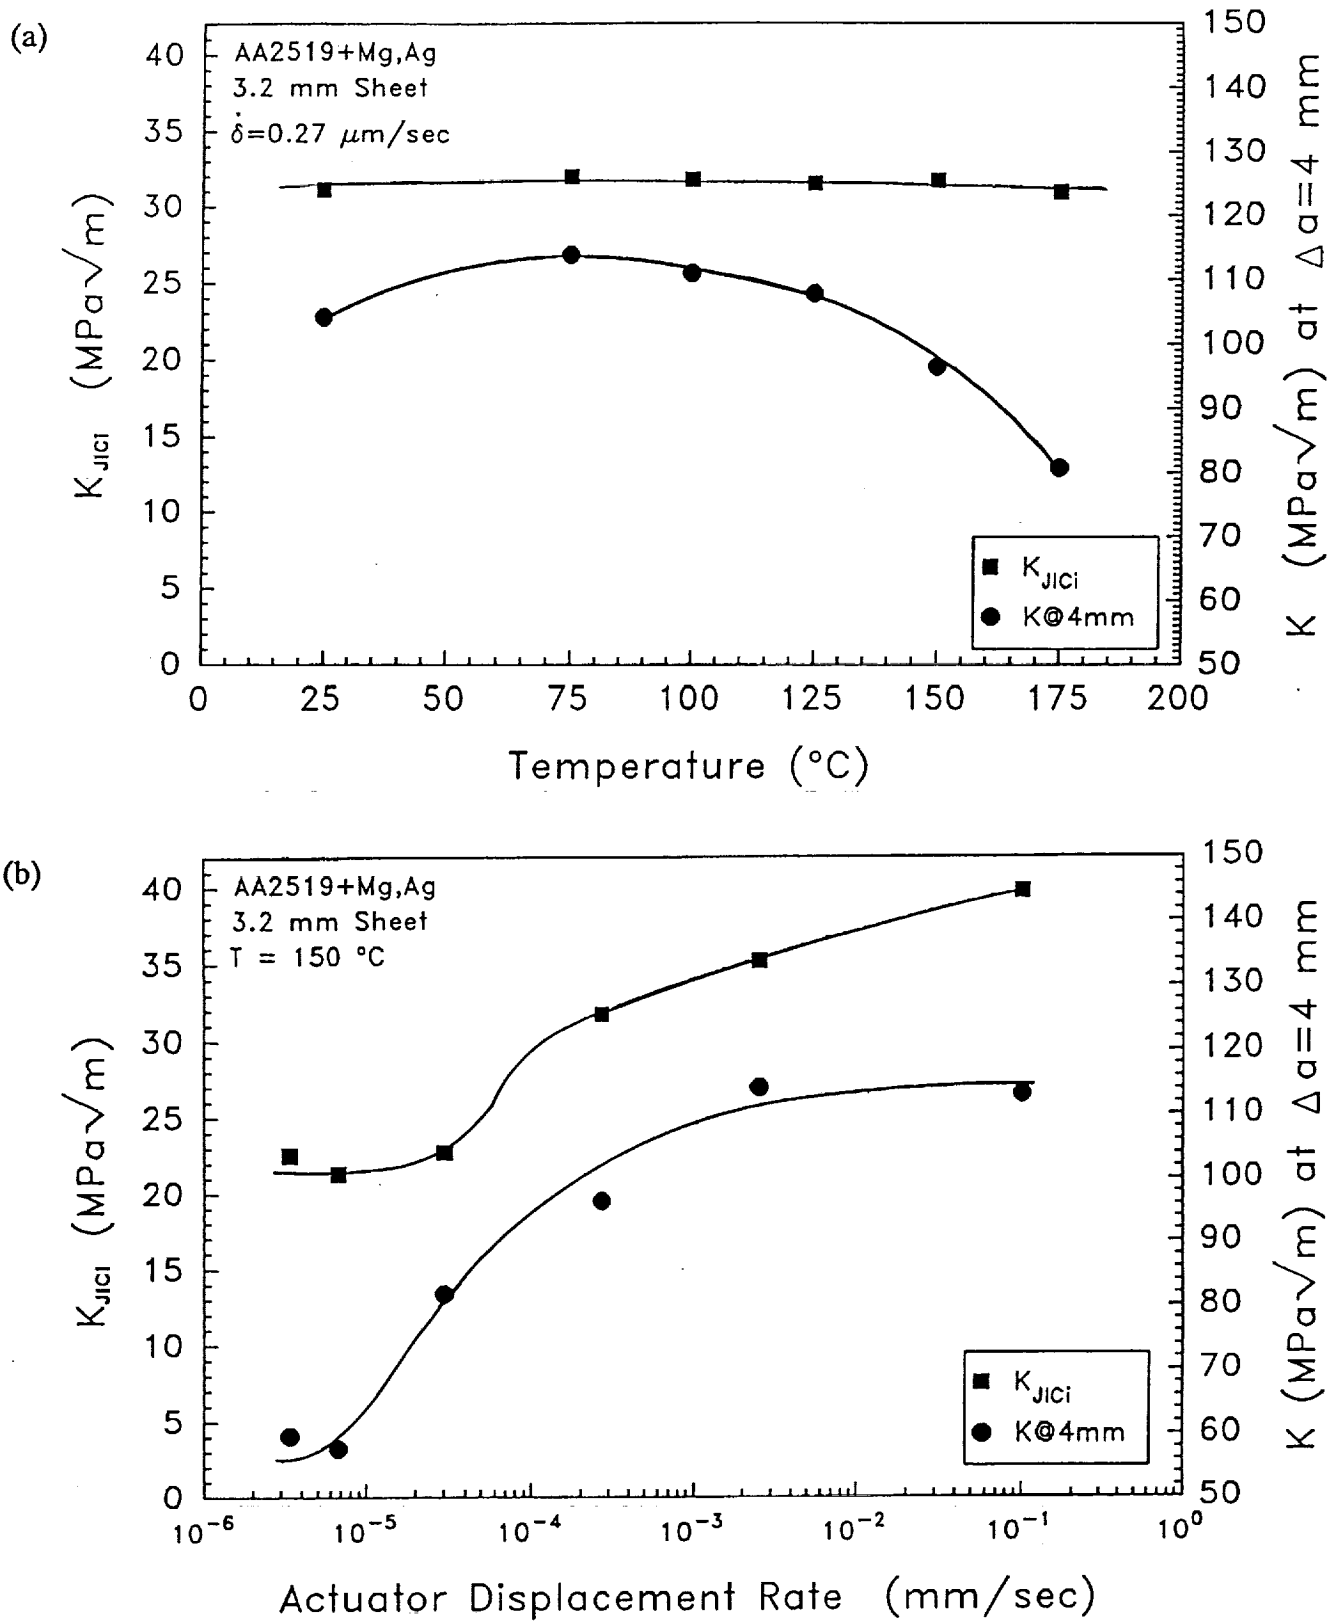 (a)
AA2519+Mg,Ag
3.2 mm Sheet
δ̇=0.27 μm/sec
40
35
30
25
20
15
10
5
0
K_JICi (MPa√m)
150
140
130
120
110
100
90
80
70
60
50
K (MPa√m) at Δa=4 mm
K_JICi
K@4mm
0 25 50 75 100 125 150 175 200
Temperature (°C)
(b)
AA2519+Mg,Ag
3.2 mm Sheet
T = 150 °C
40
35
30
25
20
15
10
5
0
K_JICi (MPa√m)
150
140
130
120
110
100
90
80
70
60
50
K (MPa√m) at Δa=4 mm
K_JICi
K@4mm
10⁻⁶ 10⁻⁵ 10⁻⁴ 10⁻³ 10⁻² 10⁻¹ 10⁰
Actuator Displacement Rate (mm/sec)